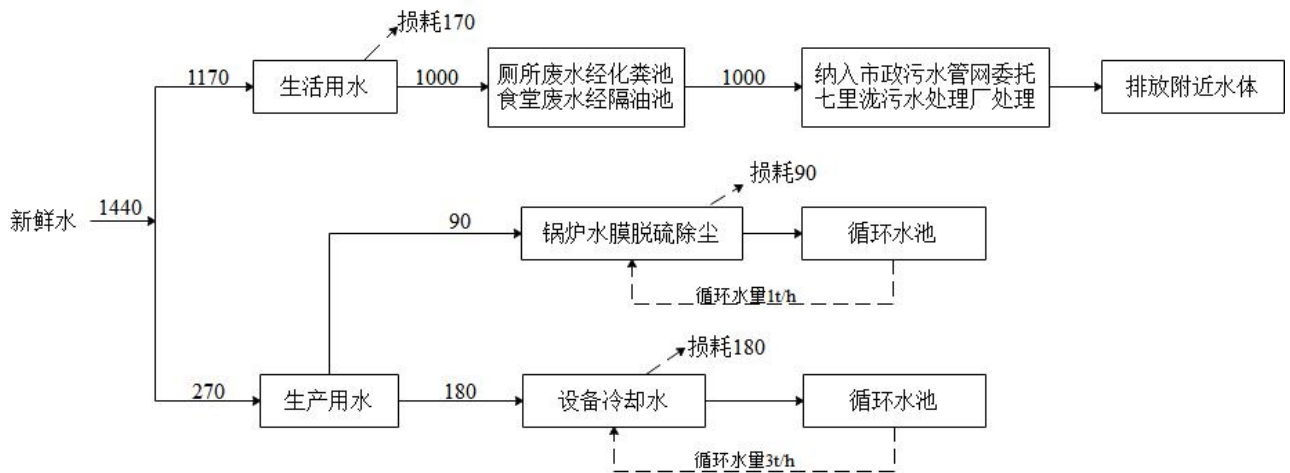 损耗170
1170
生活用水
1000
厕所废水经化粪池
食堂废水经隔油池
1000
纳入市政污水管网委托
七里泷污水处理厂处理
排放附近水体
新鲜水
1440
损耗90
90
锅炉水膜脱硫除尘
循环水池
循环水量1t/h
损耗180
270
生产用水
180
设备冷却水
循环水池
循环水量3t/h